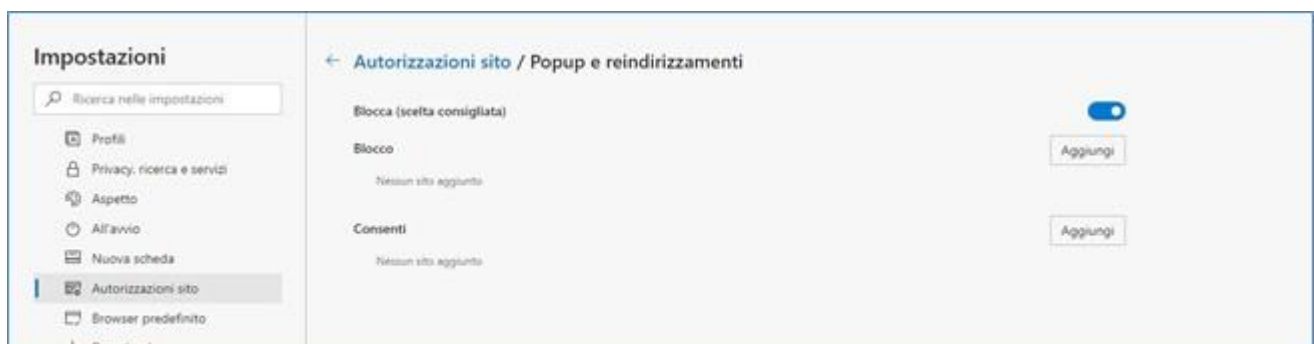 Impostazioni
Ricerca nelle impostazioni
Profili
Privacy, ricerca e servizi
Aspetto
All'avvio
Nuova scheda
Autorizzazioni sito
Browser predefinito
← Autorizzazioni sito / Popup e reindirizzamenti
Blocca (scelta consigliata)
Blocco
Aggiungi
Nessun sito aggiunto
Consenti
Aggiungi
Nessun sito aggiunto